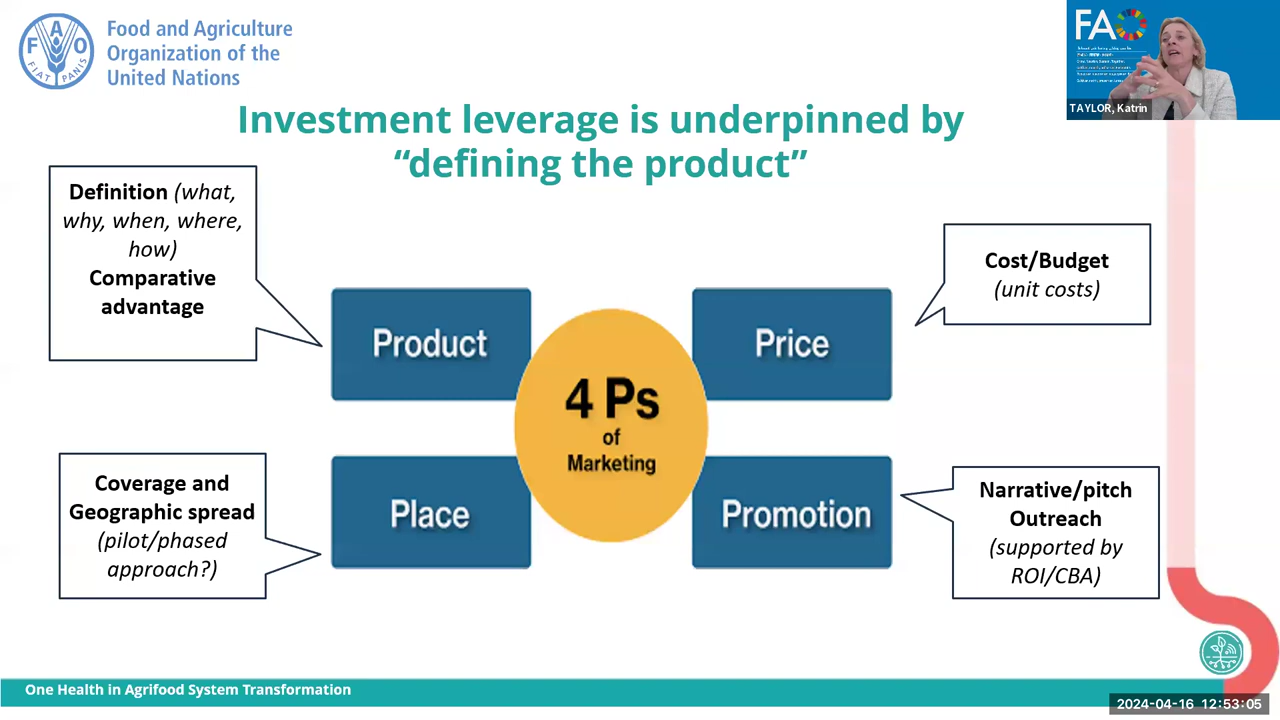 Food and Agriculture
Organization of the
United Nations
F A O
FIAT PANIS
FAO
TAYLOR, Katrin
Investment leverage is underpinned by
“defining the product”
Definition (what,
why, when, where,
how)
Comparative
advantage
Cost/Budget
(unit costs)
Product
Price
4 Ps
of
Marketing
Place
Promotion
Coverage and
Geographic spread
(pilot/phased
approach?)
Narrative/pitch
Outreach
(supported by
ROI/CBA)
One Health in Agrifood System Transformation
2024-04-16 12:53:05